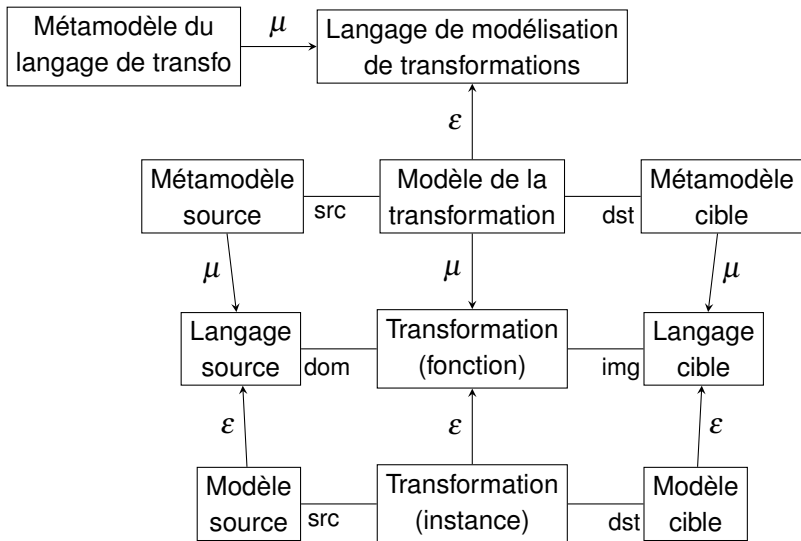 Métamodèle du
langage de transfo
μ
Langage de modélisation
de transformations
ε
Métamodèle
source
src
Modèle de la
transformation
dst
Métamodèle
cible
μ
μ
μ
Langage
source
dom
Transformation
(fonction)
img
Langage
cible
ε
ε
ε
Modèle
source
src
Transformation
(instance)
dst
Modèle
cible